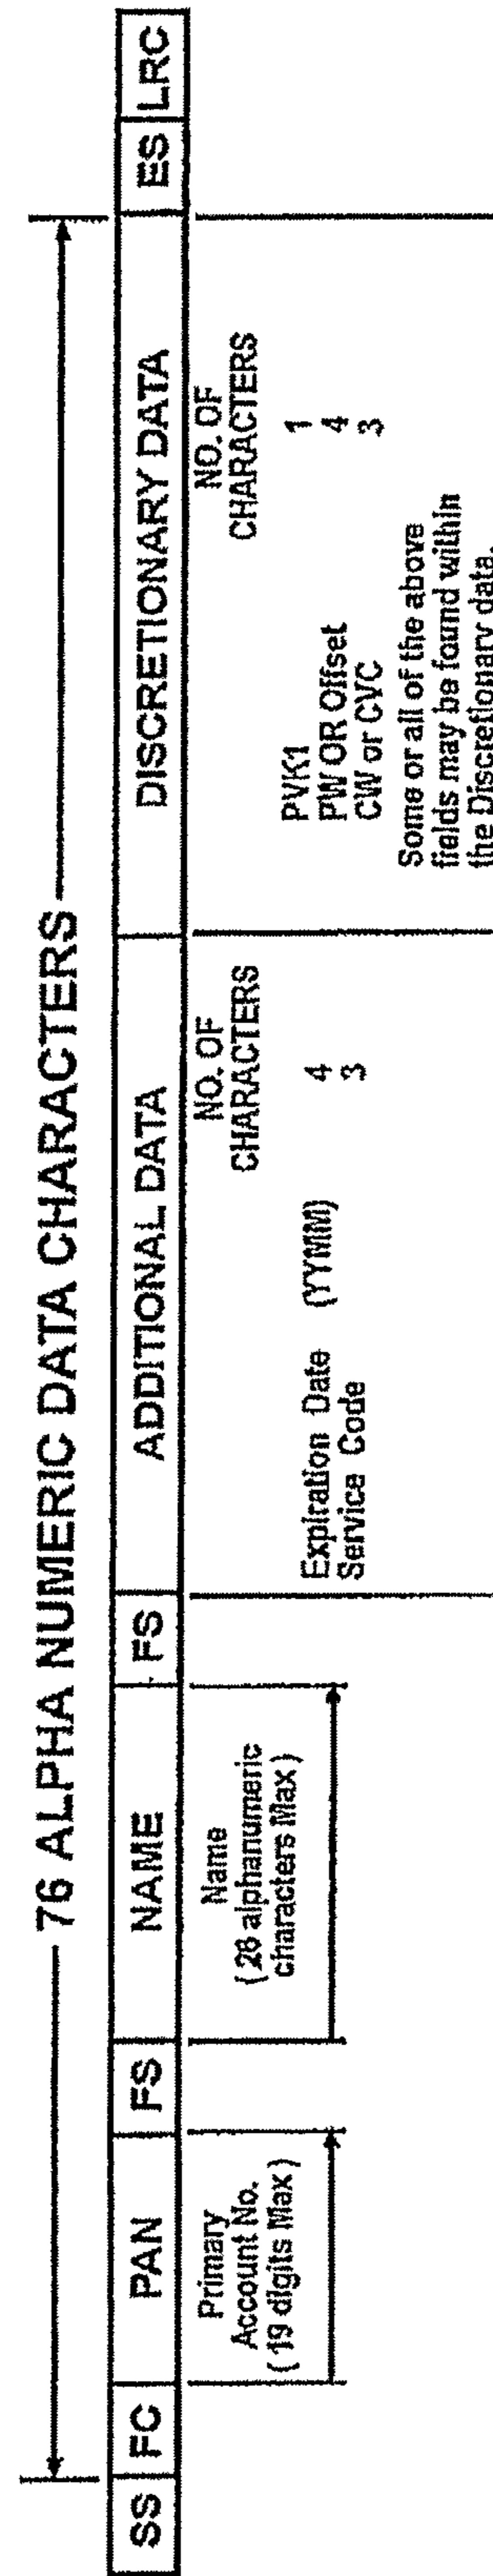 76 ALPHA NUMERIC DATA CHARACTERS
SS FC PAN FS NAME FS ADDITIONAL DATA DISCRETIONARY DATA ES LRC
Primary
Account No.
( 19 digits Max )
Name
( 26 alphanumeric
characters Max )
NO. OF
CHARACTERS
Expiration Date (YYMM) 4
Service Code 3
NO. OF
CHARACTERS
PVK1 1
PW OR Offset 4
CW or CVC 3
Some or all of the above
fields may be found within
the Discretionary data.